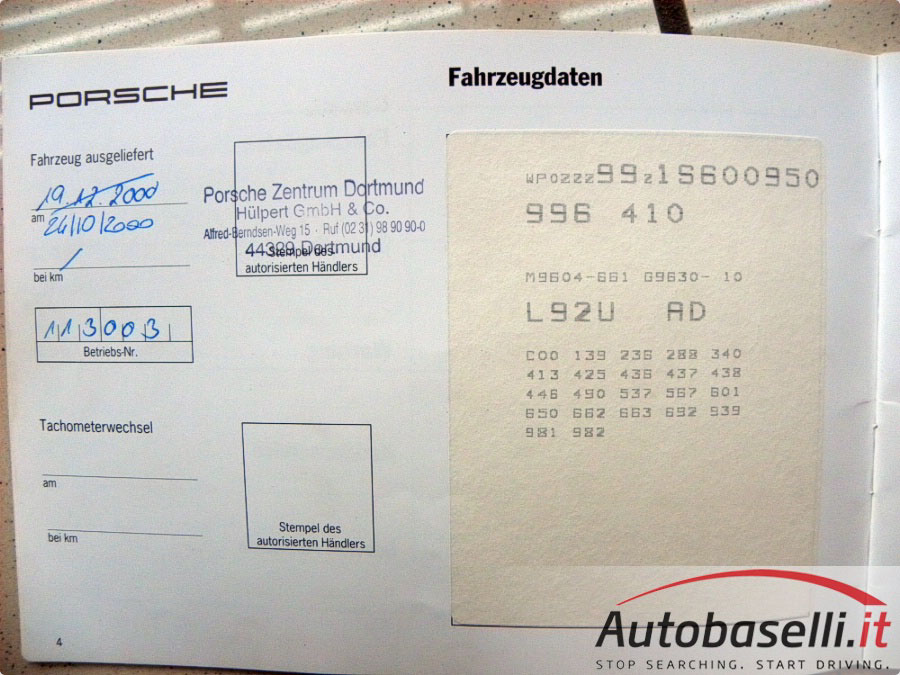 PORSCHE
Fahrzeug ausgeliefert
19.12.2000
am
24/10/2000
bei km
Porsche Zentrum Dortmund
Hülpert GmbH & Co.
Alfred-Berndsen-Weg 15 · Ruf (02 31) 98 90 90-0
44329 Dortmund
Stempel des
autorisierten Händlers
113003
Betriebs-Nr.
Tachometerwechsel
am
bei km
Stempel des
autorisierten Händlers
4
Fahrzeugdaten
WP0ZZZ99Z1S600950
996 410
M9604-661 G9630- 10
L92U AD
C00 139 236 288 340
413 425 436 437 438
446 490 537 567 601
650 662 663 692 939
981 982
Autobaselli.it
STOP SEARCHING. START DRIVING.